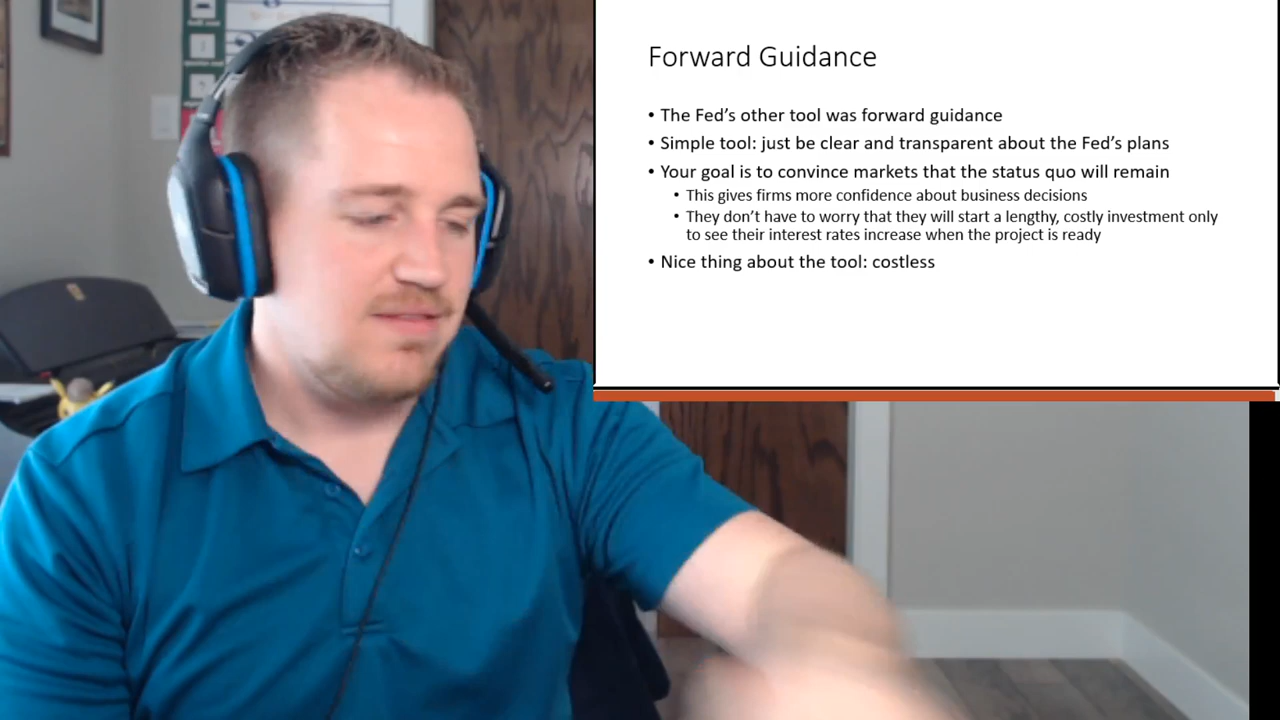 Forward Guidance
• The Fed's other tool was forward guidance
• Simple tool: just be clear and transparent about the Fed's plans
• Your goal is to convince markets that the status quo will remain
• This gives firms more confidence about business decisions
• They don't have to worry that they will start a lengthy, costly investment only
to see their interest rates increase when the project is ready
• Nice thing about the tool: costless